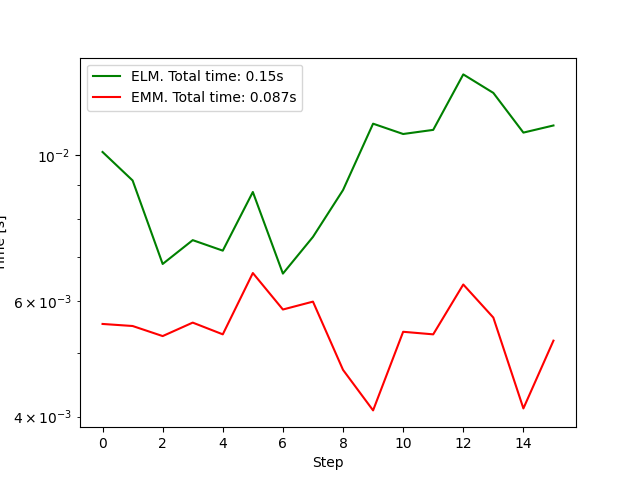 ELM. Total time: 0.15s
EMM. Total time: 0.087s
Time [s]
10⁻²
6 × 10⁻³
4 × 10⁻³
0 2 4 6 8 10 12 14
Step